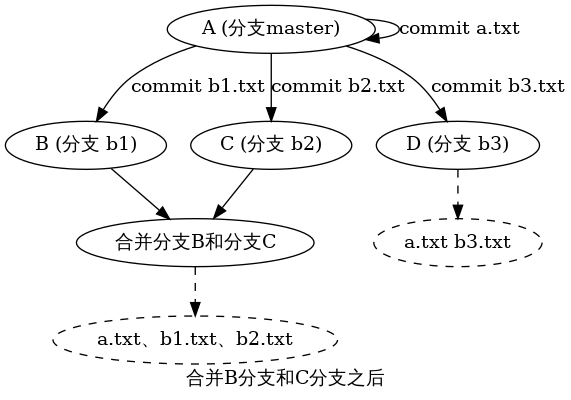 A (分支master)
commit a.txt
commit b1.txt
commit b2.txt
commit b3.txt
B (分支 b1)
C (分支 b2)
D (分支 b3)
合并分支B和分支C
a.txt b3.txt
a.txt、b1.txt、b2.txt
合并B分支和C分支之后